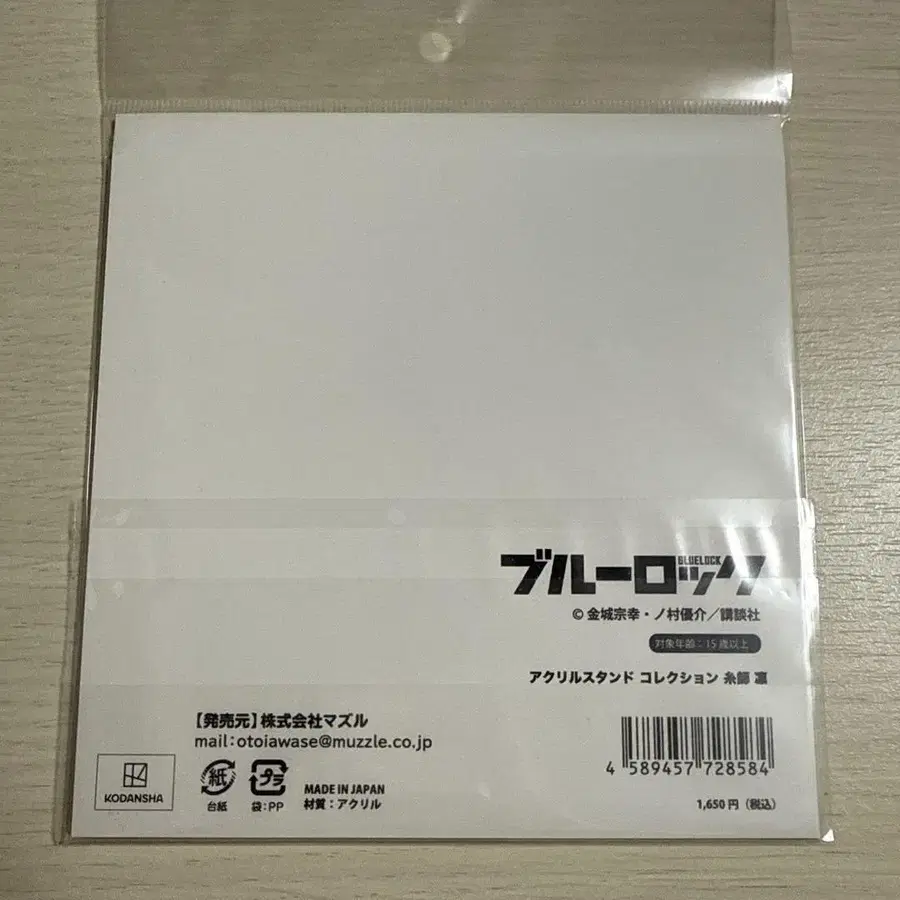 ブルーロック
BLUELOCK
© 金城宗幸・ノ村優介／講談社
対象年齢：15歳以上
アクリルスタンド コレクション 糸師 凛
【発売元】株式会社マズル
mail：otoiawase@muzzle.co.jp
KODANSHA
紙
台紙
プラ
袋：PP
MADE IN JAPAN
材質：アクリル
4 589457 728584
1,650円（税込）